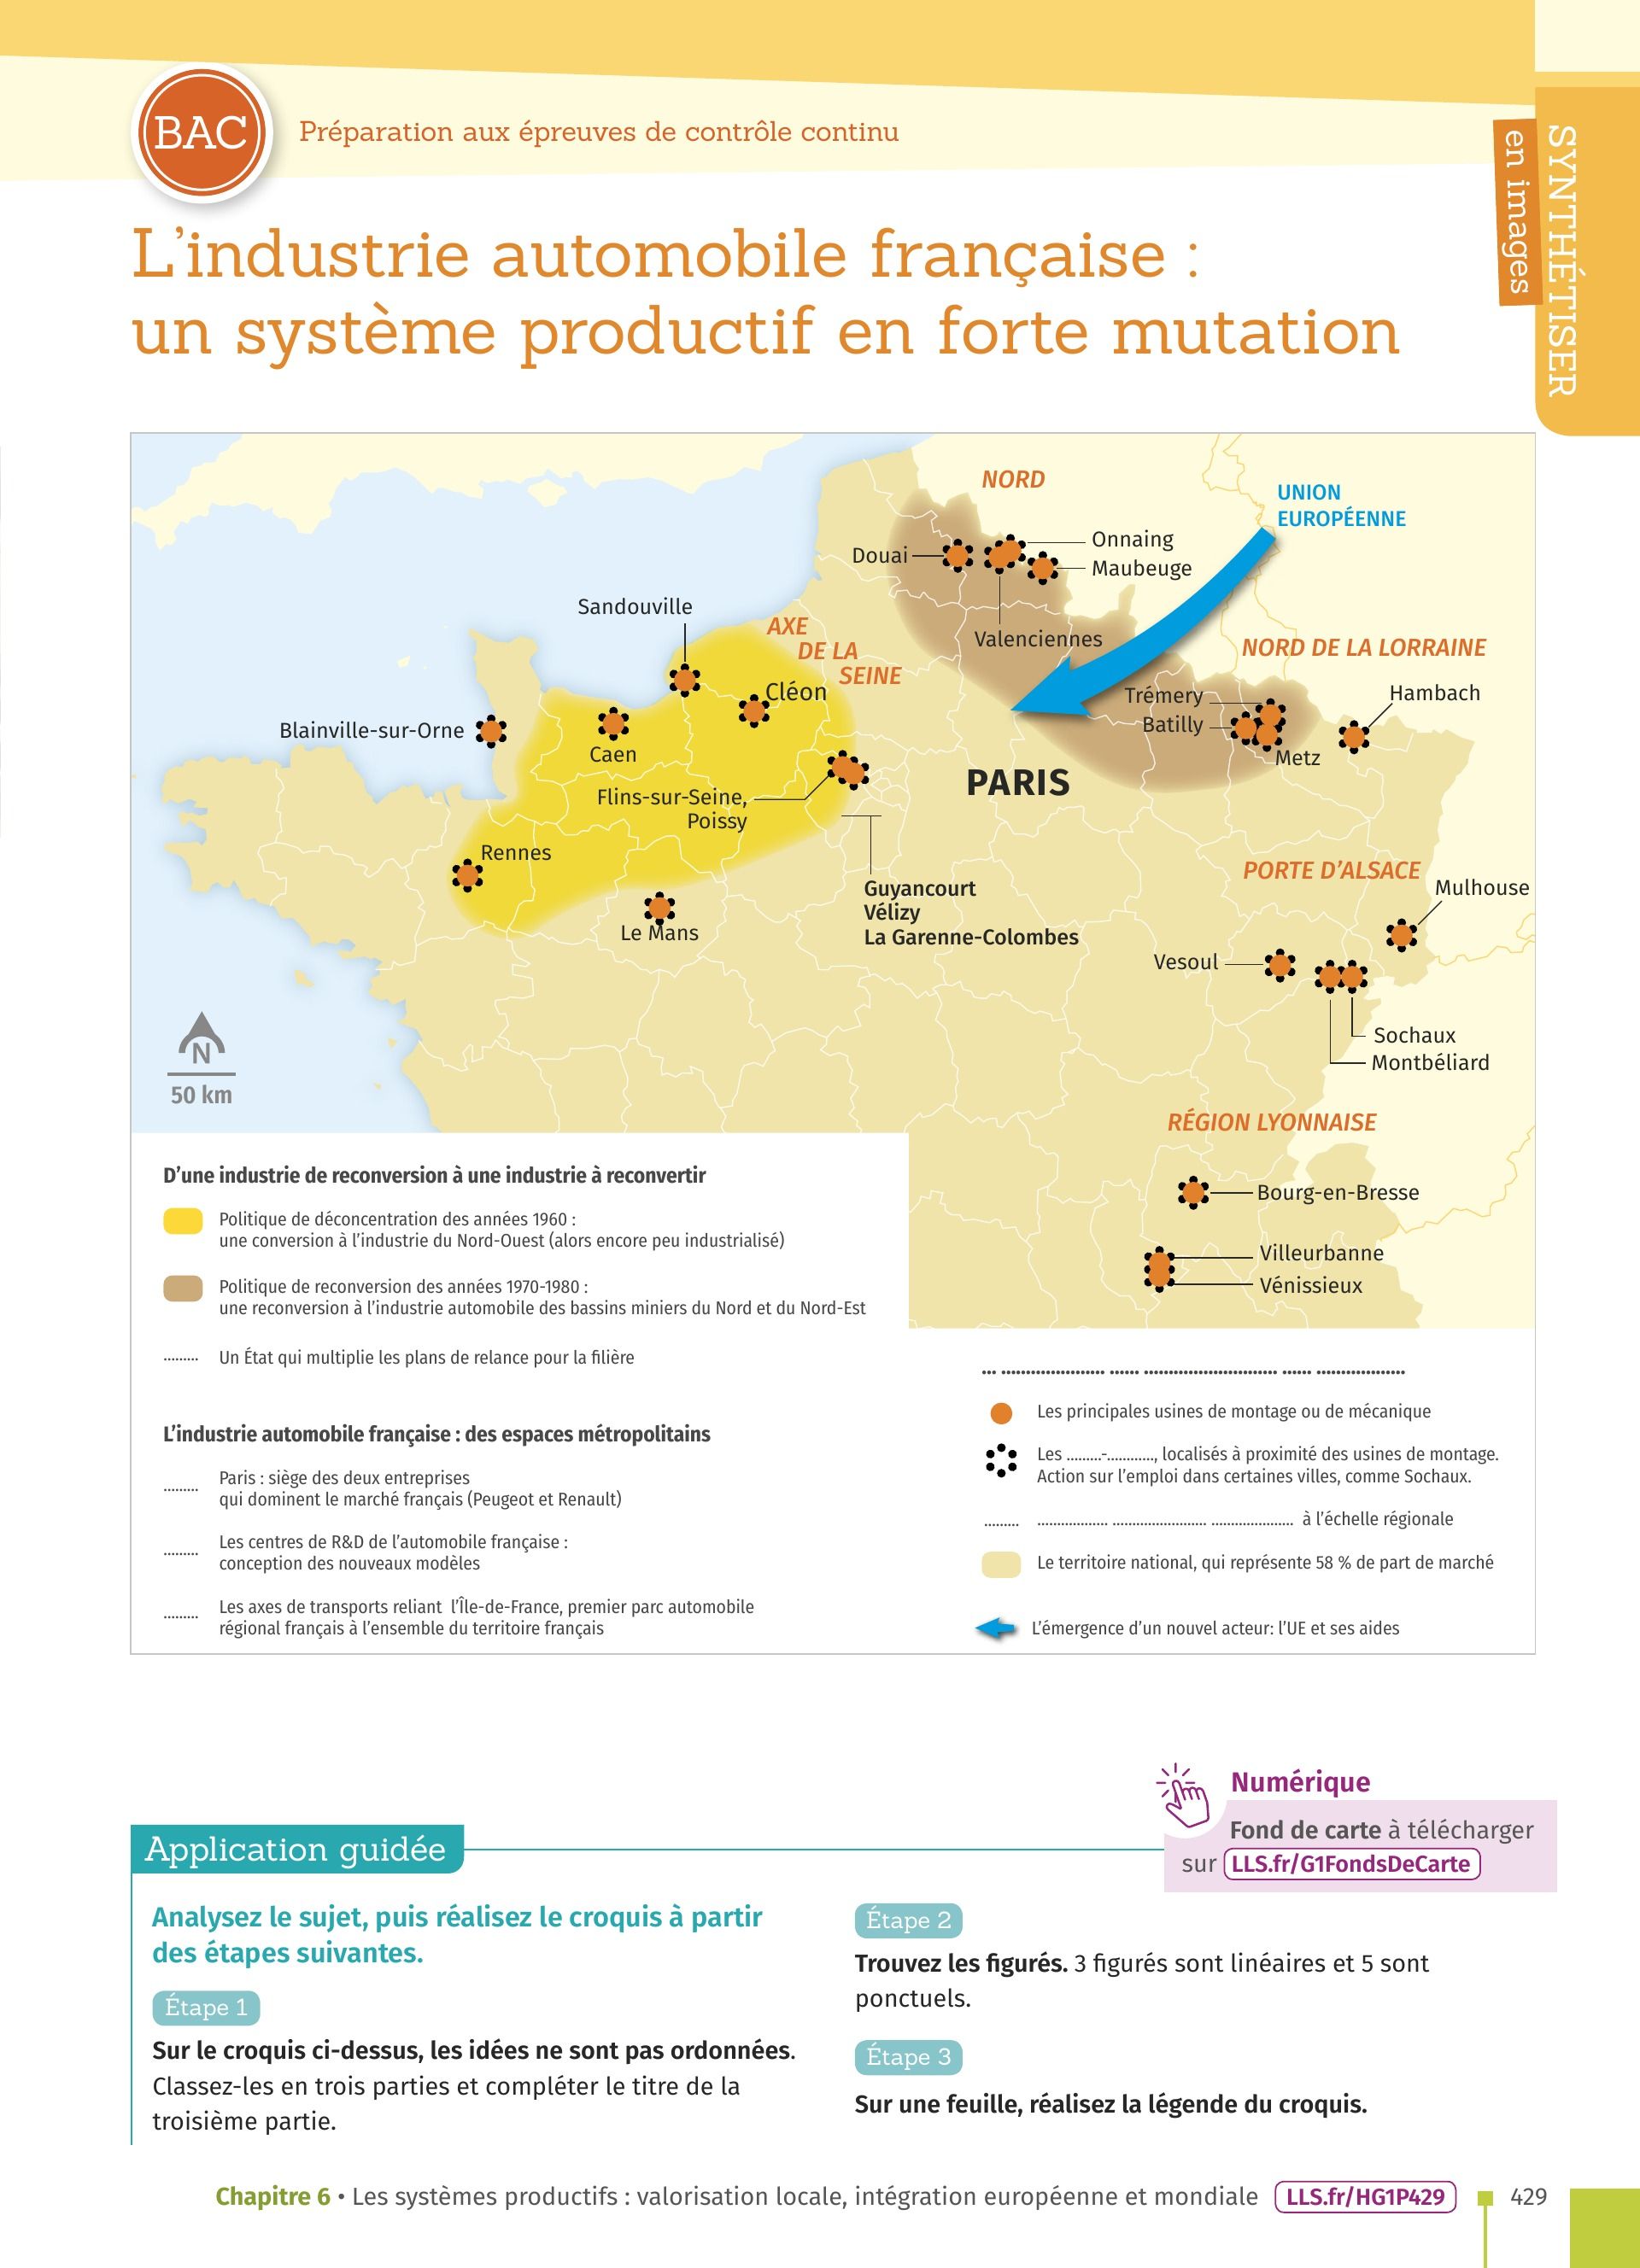 BAC
Préparation aux épreuves de contrôle continu
SYNTHÉTISER
en images
L'industrie automobile française :
un système productif en forte mutation
NORD
UNION
EUROPÉENNE
Douai
Onnaing
Maubeuge
Valenciennes
Sandouville
AXE
DE LA
SEINE
NORD DE LA LORRAINE
Cléon
Trémery
Batilly
Hambach
Blainville-sur-Orne
Caen
Metz
PARIS
Flins-sur-Seine,
Poissy
Rennes
PORTE D'ALSACE
Mulhouse
Guyancourt
Vélizy
La Garenne-Colombes
Le Mans
Vesoul
Sochaux
Montbéliard
N
50 km
RÉGION LYONNAISE
Bourg-en-Bresse
Villeurbanne
Vénissieux
D'une industrie de reconversion à une industrie à reconvertir
Politique de déconcentration des années 1960 :
une conversion à l'industrie du Nord-Ouest (alors encore peu industrialisé)
Politique de reconversion des années 1970-1980 :
une reconversion à l'industrie automobile des bassins miniers du Nord et du Nord-Est
......... Un État qui multiplie les plans de relance pour la filière
L'industrie automobile française : des espaces métropolitains
......... Paris : siège des deux entreprises
qui dominent le marché français (Peugeot et Renault)
......... Les centres de R&D de l'automobile française :
conception des nouveaux modèles
......... Les axes de transports reliant l'Île-de-France, premier parc automobile
régional français à l'ensemble du territoire français
... ..................... ...... ........................... ...... ..................
Les principales usines de montage ou de mécanique
Les .........-............, localisés à proximité des usines de montage.
Action sur l'emploi dans certaines villes, comme Sochaux.
......... .................. ........................ ..................... à l'échelle régionale
Le territoire national, qui représente 58 % de part de marché
L'émergence d'un nouvel acteur: l'UE et ses aides
Numérique
Fond de carte à télécharger
sur LLS.fr/G1FondsDeCarte
Application guidée
Analysez le sujet, puis réalisez le croquis à partir
des étapes suivantes.
Étape 1
Sur le croquis ci-dessus, les idées ne sont pas ordonnées.
Classez-les en trois parties et compléter le titre de la
troisième partie.
Étape 2
Trouvez les figurés. 3 figurés sont linéaires et 5 sont
ponctuels.
Étape 3
Sur une feuille, réalisez la légende du croquis.
Chapitre 6 • Les systèmes productifs : valorisation locale, intégration européenne et mondiale LLS.fr/HG1P429 429